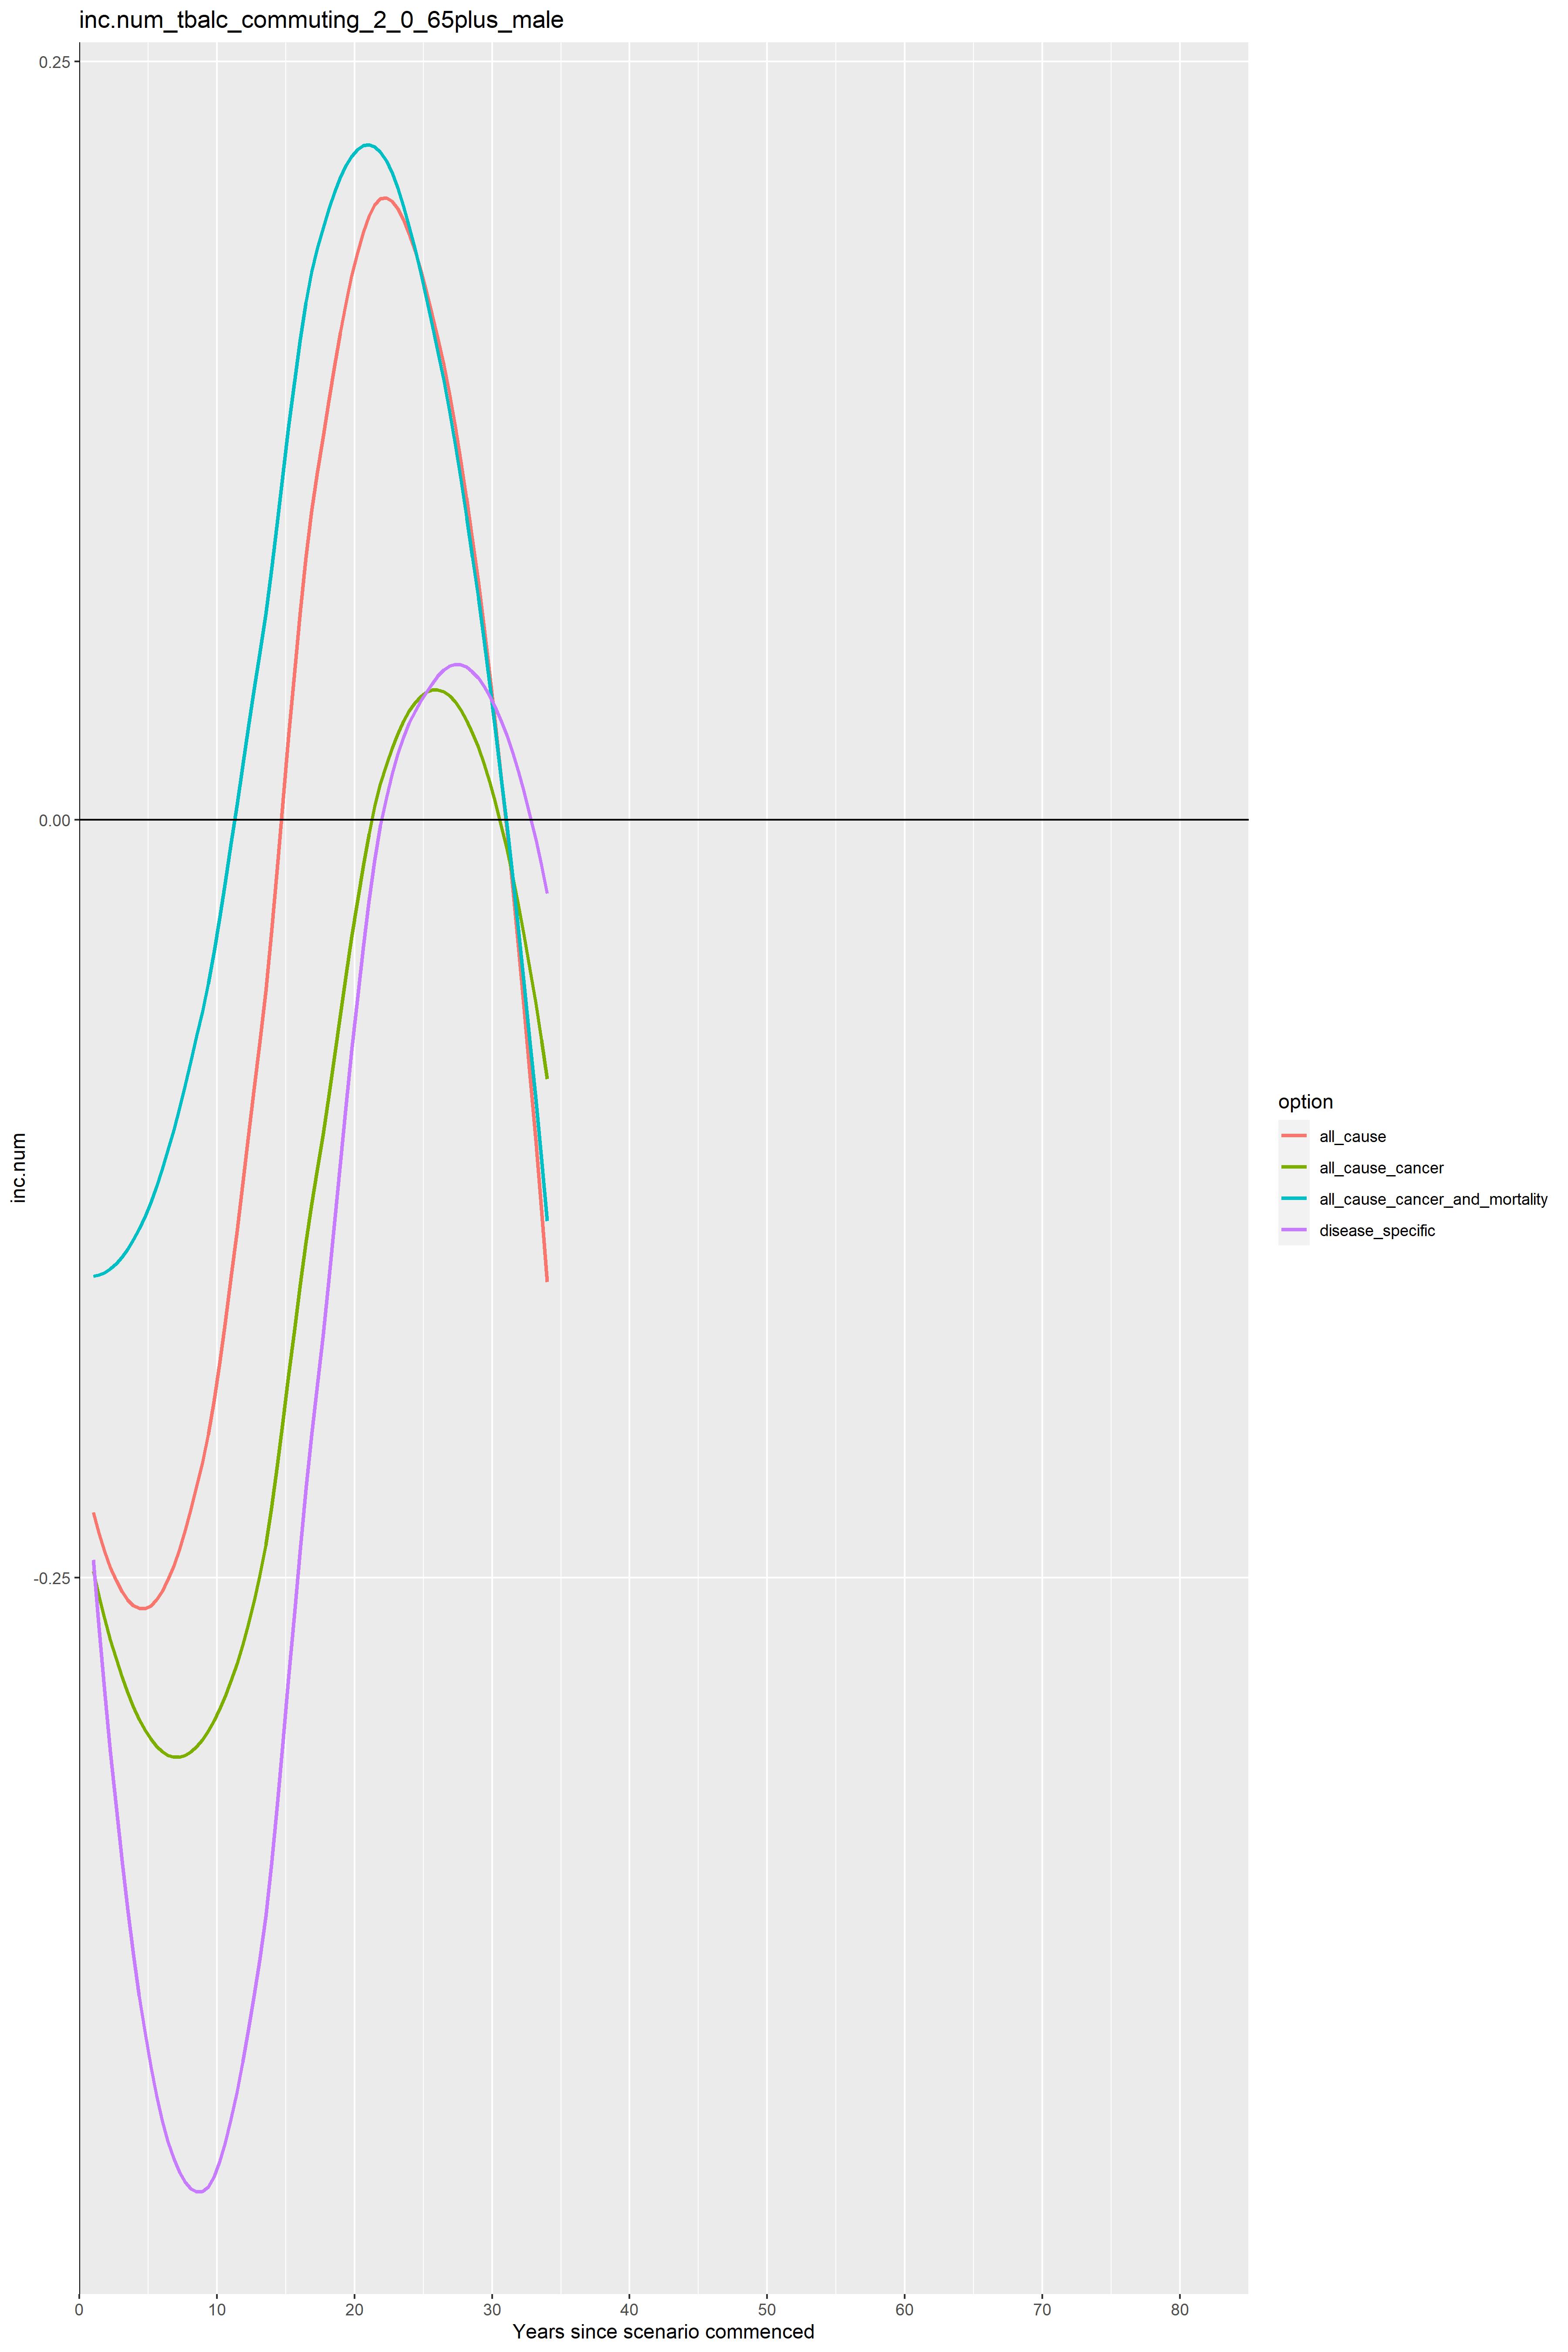 inc.num_tbalc_commuting_2_0_65plus_male
0.25
0.00
-0.25
inc.num
0 10 20 30 40 50 60 70 80
Years since scenario commenced
option
all_cause
all_cause_cancer
all_cause_cancer_and_mortality
disease_specific